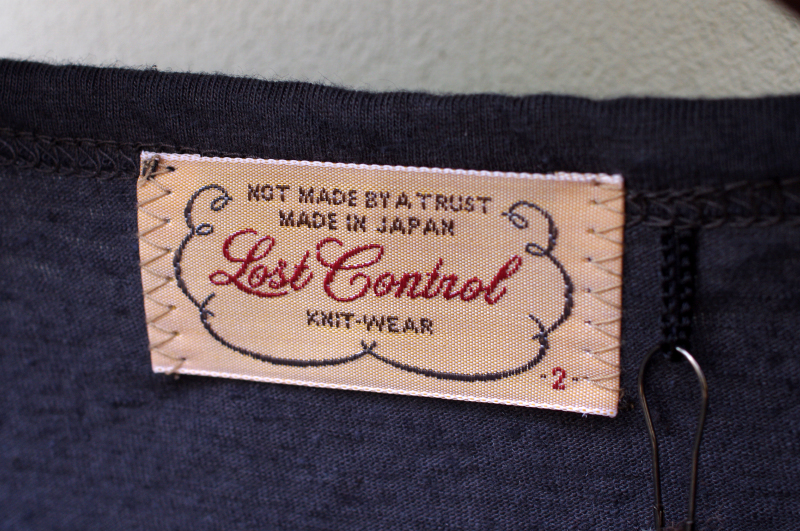 NOT MADE BY A TRUST
MADE IN JAPAN
Lost Control
KNIT-WEAR
-2-